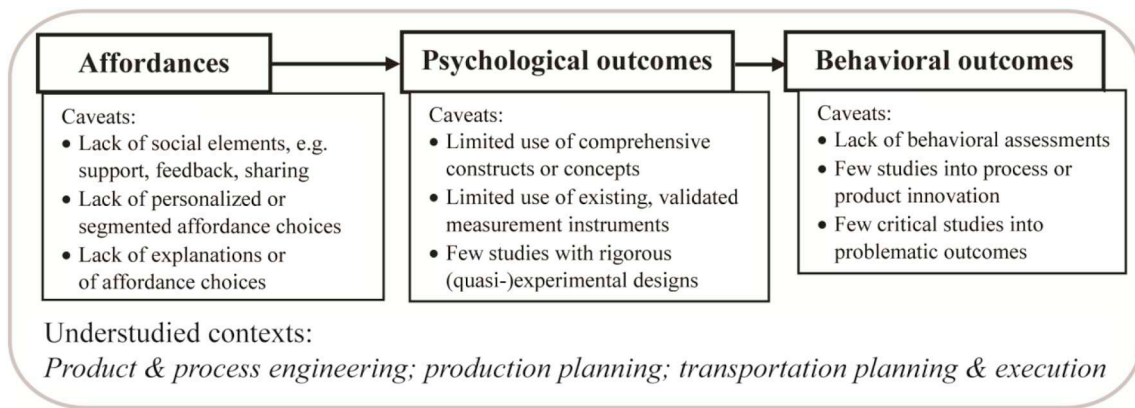 Affordances
Caveats:
• Lack of social elements, e.g.
support, feedback, sharing
• Lack of personalized or
segmented affordance choices
• Lack of explanations or
of affordance choices
Psychological outcomes
Caveats:
• Limited use of comprehensive
constructs or concepts
• Limited use of existing, validated
measurement instruments
• Few studies with rigorous
(quasi-)experimental designs
Behavioral outcomes
Caveats:
• Lack of behavioral assessments
• Few studies into process or
product innovation
• Few critical studies into
problematic outcomes
Understudied contexts:
Product & process engineering; production planning; transportation planning & execution